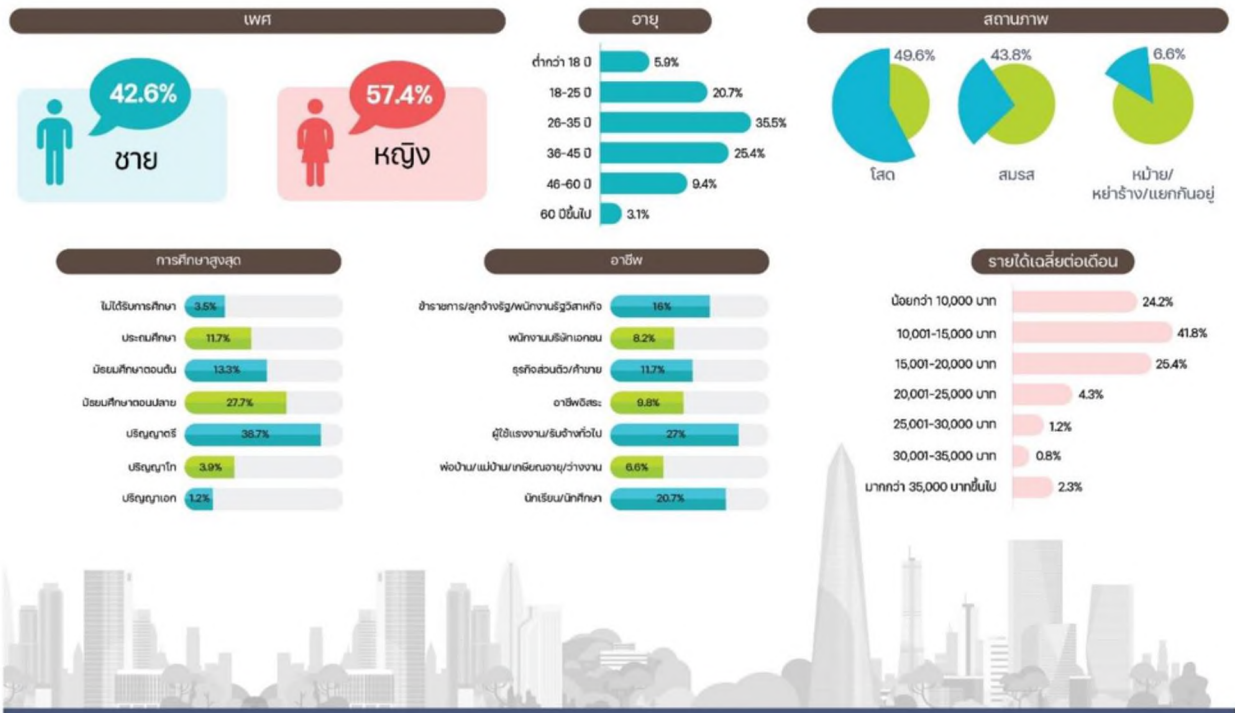 เพศ
42.6%
ชาย
57.4%
หญิง
อายุ
ต่ำกว่า 18 ปี 5.9%
18-25 ปี 20.7%
26-35 ปี 35.5%
36-45 ปี 25.4%
46-60 ปี 9.4%
60 ปีขึ้นไป 3.1%
สถานภาพ
49.6%
โสด
43.8%
สมรส
6.6%
หม้าย/
หย่าร้าง/แยกกันอยู่
การศึกษาสูงสุด
ไม่ได้รับการศึกษา 3.5%
ประถมศึกษา 11.7%
มัธยมศึกษาตอนต้น 13.3%
มัธยมศึกษาตอนปลาย 27.7%
ปริญญาตรี 38.7%
ปริญญาโท 3.9%
ปริญญาเอก 1.2%
อาชีพ
ข้าราชการ/ลูกจ้างรัฐ/พนักงานรัฐวิสาหกิจ 16%
พนักงานบริษัทเอกชน 8.2%
ธุรกิจส่วนตัว/ค้าขาย 11.7%
อาชีพอิสระ 9.8%
ผู้ใช้แรงงาน/รับจ้างทั่วไป 27%
พ่อบ้าน/แม่บ้าน/เกษียณอายุ/ว่างงาน 6.6%
นักเรียน/นักศึกษา 20.7%
รายได้เฉลี่ยต่อเดือน
น้อยกว่า 10,000 บาท 24.2%
10,001-15,000 บาท 41.8%
15,001-20,000 บาท 25.4%
20,001-25,000 บาท 4.3%
25,001-30,000 บาท 1.2%
30,001-35,000 บาท 0.8%
มากกว่า 35,000 บาทขึ้นไป 2.3%